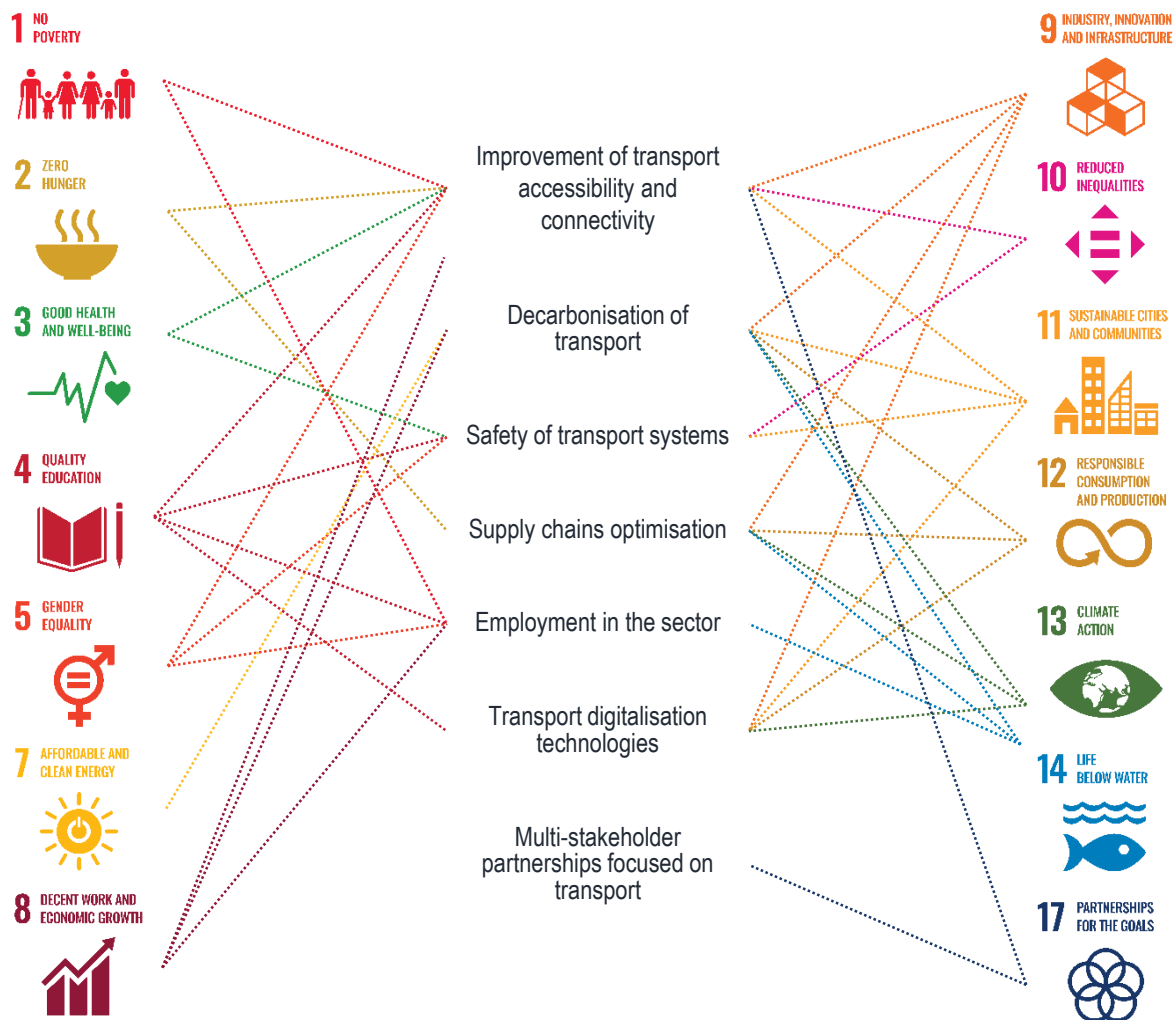 1 NO
POVERTY
2 ZERO
HUNGER
3 GOOD HEALTH
AND WELL-BEING
4 QUALITY
EDUCATION
5 GENDER
EQUALITY
7 AFFORDABLE AND
CLEAN ENERGY
8 DECENT WORK AND
ECONOMIC GROWTH
Improvement of transport
accessibility and
connectivity
Decarbonisation of
transport
Safety of transport systems
Supply chains optimisation
Employment in the sector
Transport digitalisation
technologies
Multi-stakeholder
partnerships focused on
transport
9 INDUSTRY, INNOVATION
AND INFRASTRUCTURE
10 REDUCED
INEQUALITIES
11 SUSTAINABLE CITIES
AND COMMUNITIES
12 RESPONSIBLE
CONSUMPTION
AND PRODUCTION
13 CLIMATE
ACTION
14 LIFE
BELOW WATER
17 PARTNERSHIPS
FOR THE GOALS